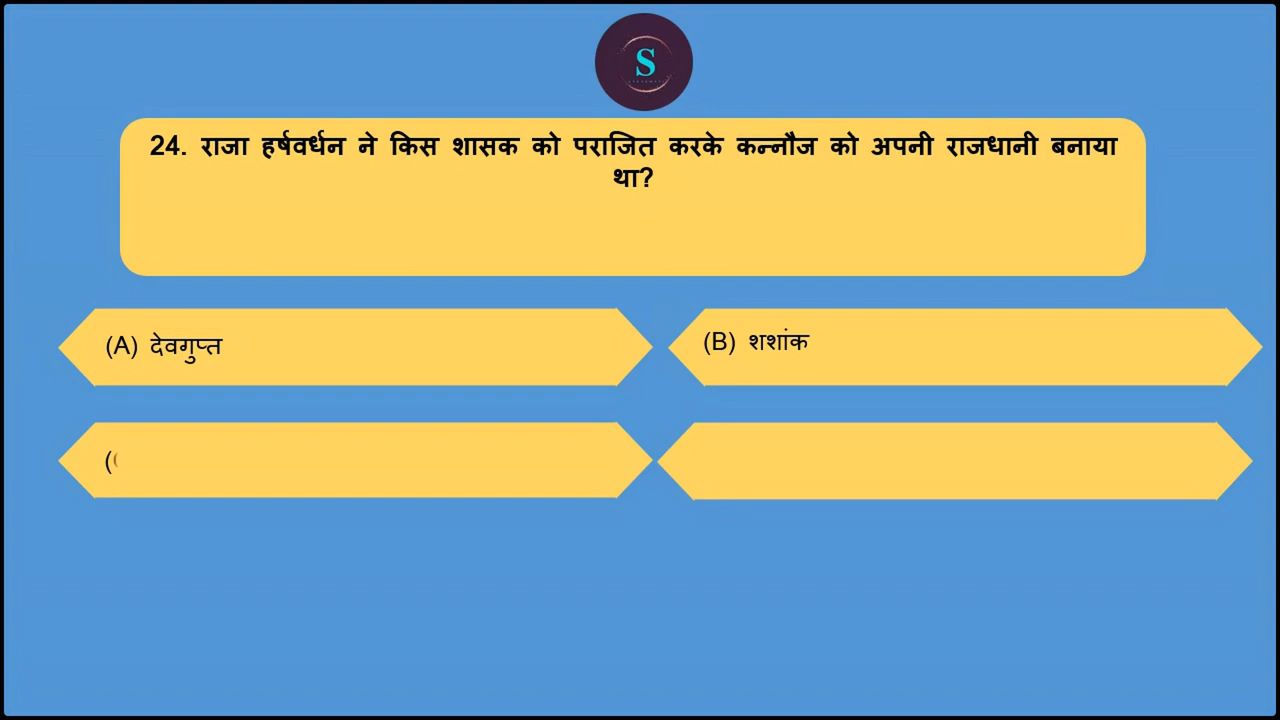 S
24. राजा हर्षवर्धन ने किस शासक को पराजित करके कन्नौज को अपनी राजधानी बनाया
था?
(A) देवगुप्त
(B) शशांक
(